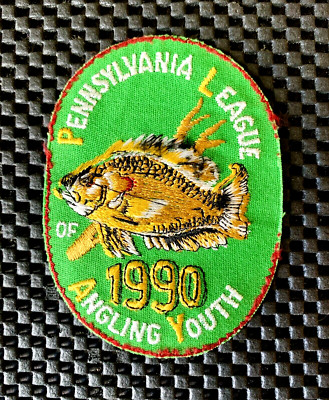 PENNSYLVANIA LEAGUE
OF
ANGLING YOUTH
1990